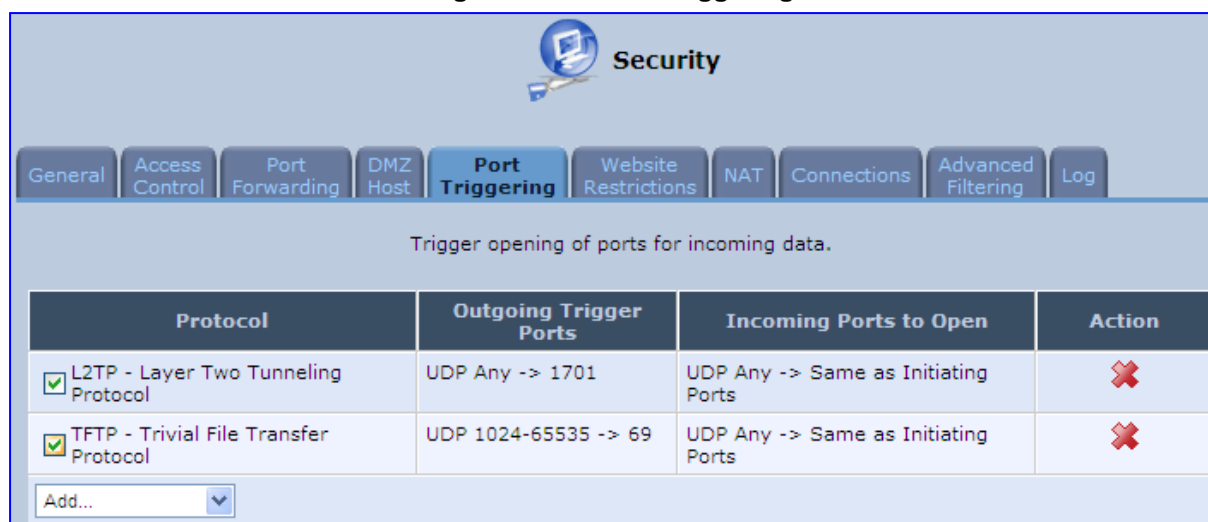 Security
General
Access
Control
Port
Forwarding
DMZ
Host
Port
Triggering
Website
Restrictions
NAT
Connections
Advanced
Filtering
Log
Trigger opening of ports for incoming data.
Protocol
Outgoing Trigger
Ports
Incoming Ports to Open
Action
L2TP - Layer Two Tunneling
Protocol
UDP Any -> 1701
UDP Any -> Same as Initiating
Ports
TFTP - Trivial File Transfer
Protocol
UDP 1024-65535 -> 69
UDP Any -> Same as Initiating
Ports
Add...